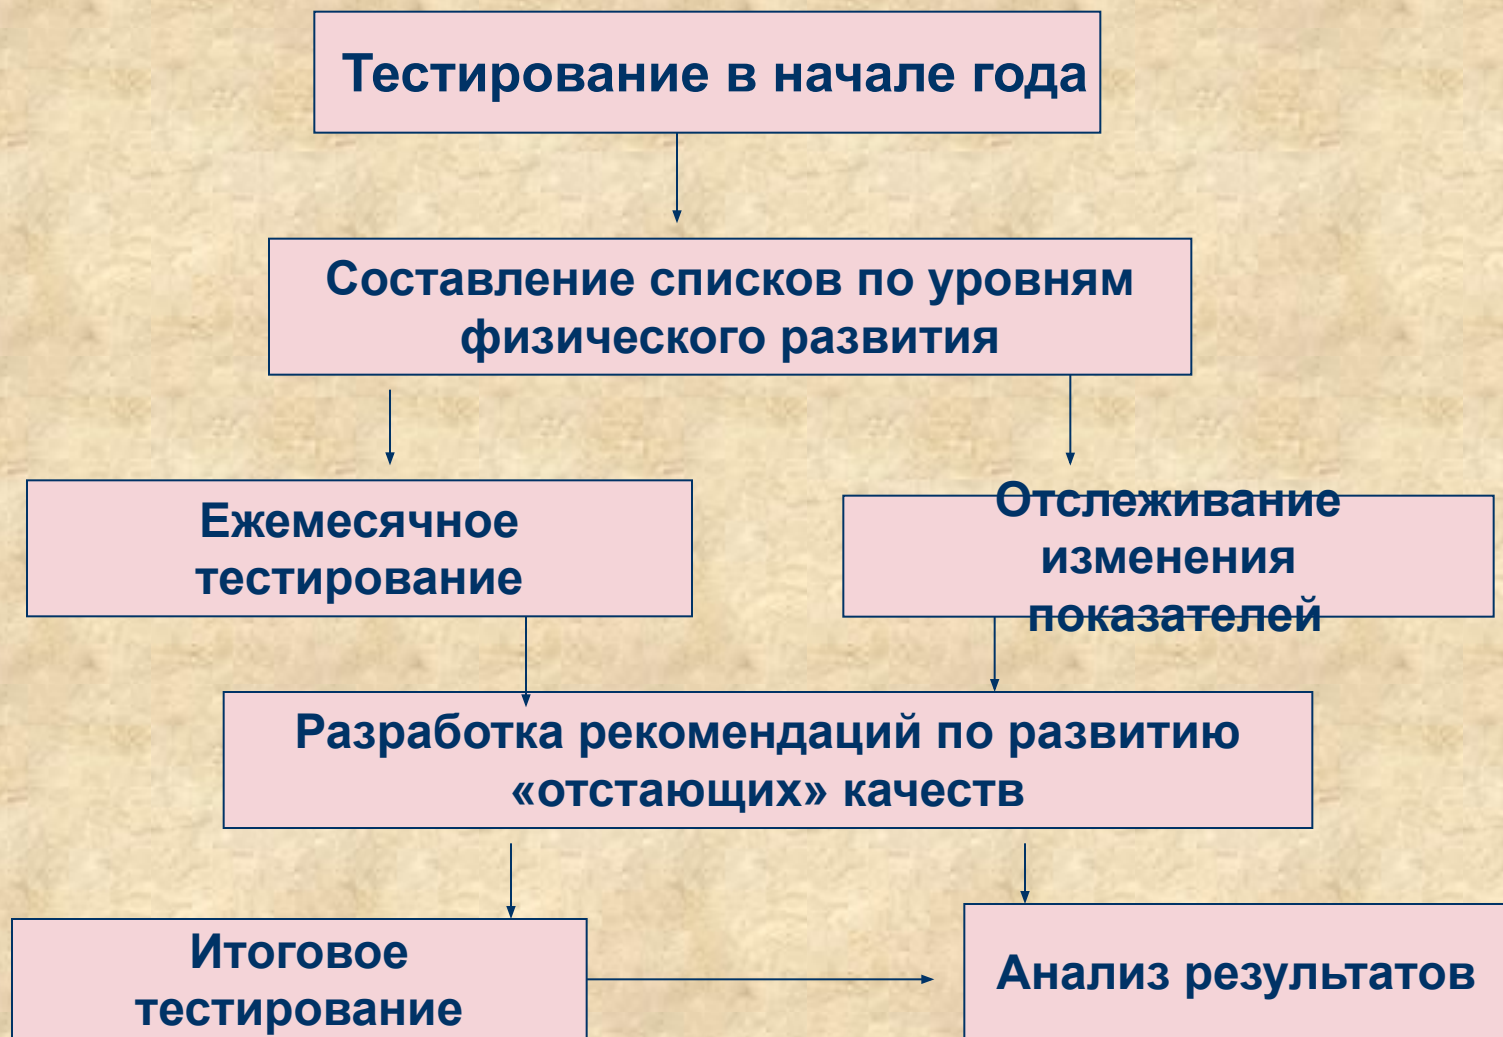 Тестирование в начале года
Составление списков по уровням
физического развития
Ежемесячное
тестирование
Отслеживание
изменения
показателей
Разработка рекомендаций по развитию
«отстающих» качеств
Итоговое
тестирование
Анализ результатов